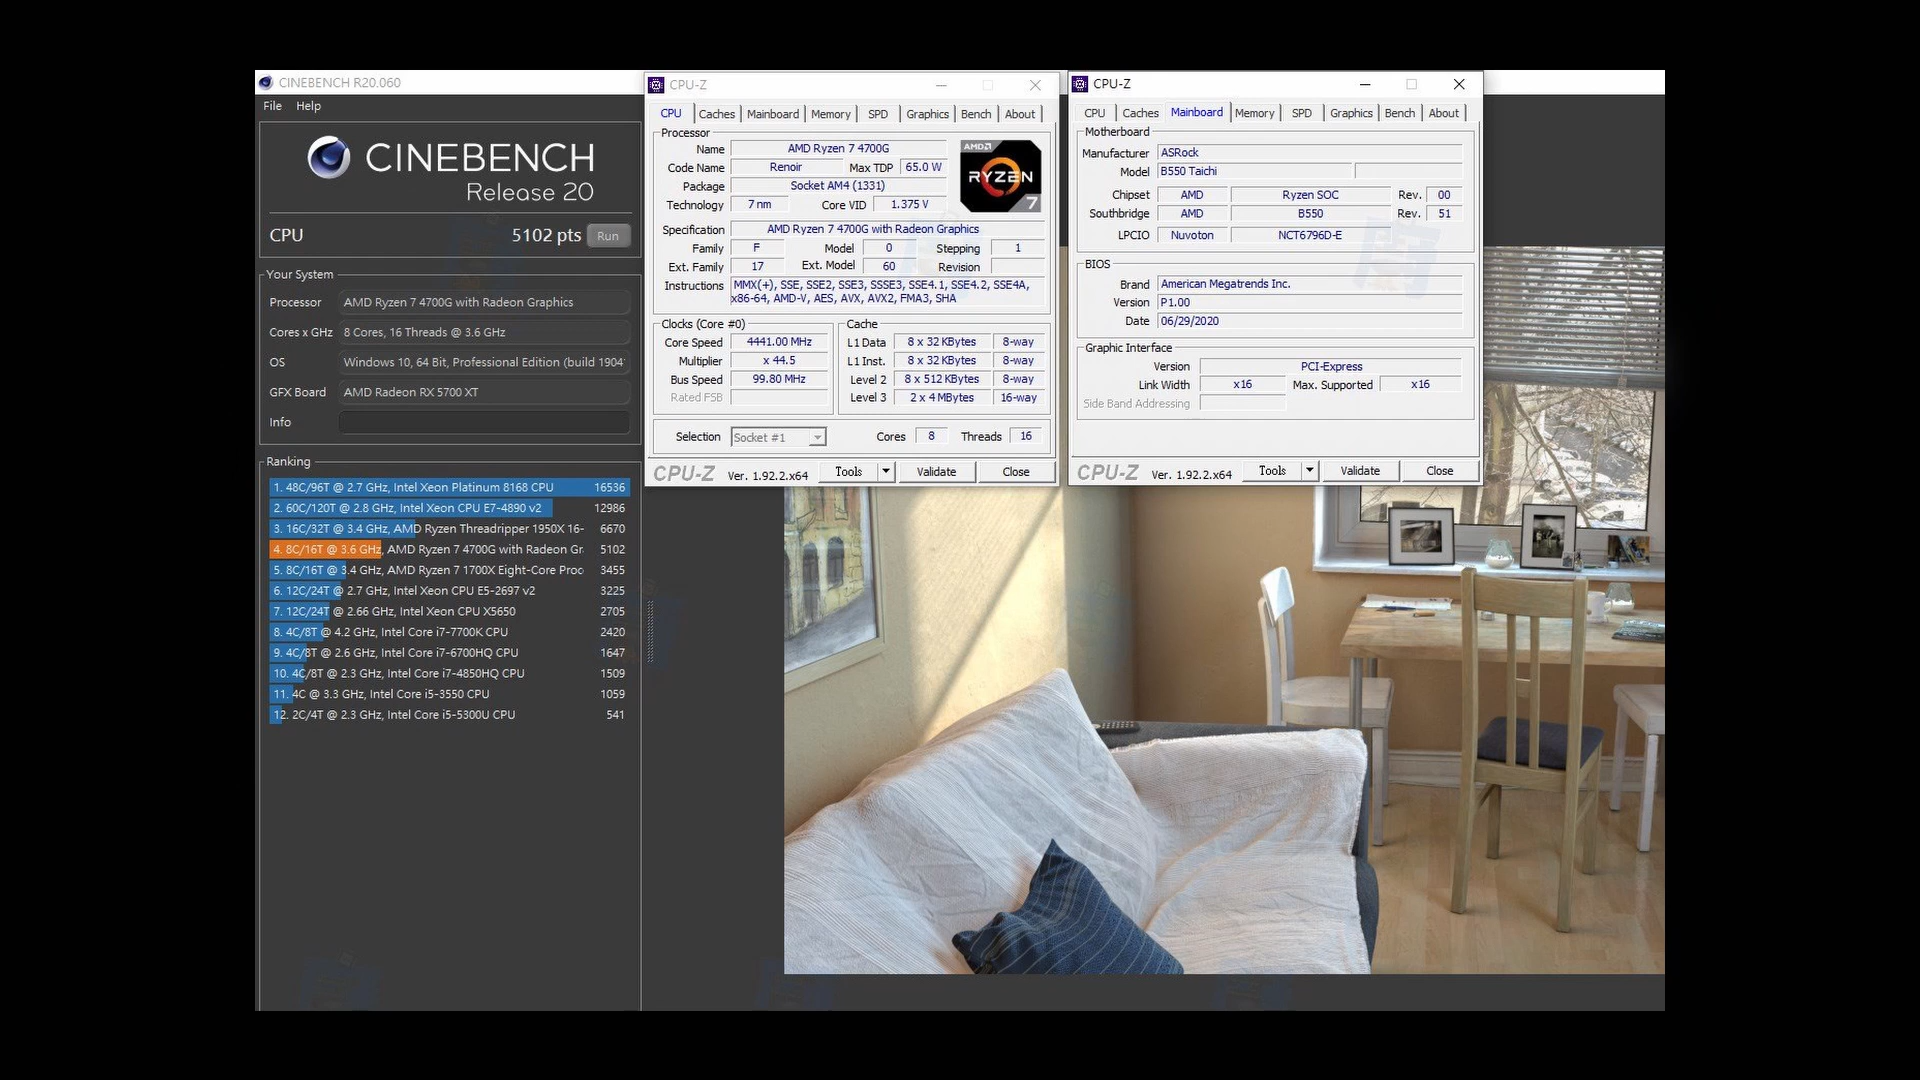 CINEBENCH R20.060
File Help
CINEBENCH
Release 20
CPU 5102 pts Run
Your System
Processor AMD Ryzen 7 4700G with Radeon Graphics
Cores x GHz 8 Cores, 16 Threads @ 3.6 GHz
OS Windows 10, 64 Bit, Professional Edition (build 1904
GFX Board AMD Radeon RX 5700 XT
Info
Ranking
1. 48C/96T @ 2.7 GHz, Intel Xeon Platinum 8168 CPU 16536
2. 60C/120T @ 2.8 GHz, Intel Xeon CPU E7-4890 v2 12986
3. 16C/32T @ 3.4 GHz, AMD Ryzen Threadripper 1950X 16- 6670
4. 8C/16T @ 3.6 GHz, AMD Ryzen 7 4700G with Radeon Gr 5102
5. 8C/16T @ 3.4 GHz, AMD Ryzen 7 1700X Eight-Core Proc 3455
6. 12C/24T @ 2.7 GHz, Intel Xeon CPU E5-2697 v2 3225
7. 12C/24T @ 2.66 GHz, Intel Xeon CPU X5650 2705
8. 4C/8T @ 4.2 GHz, Intel Core i7-7700K CPU 2420
9. 4C/8T @ 2.6 GHz, Intel Core i7-6700HQ CPU 1647
10. 4C/8T @ 2.3 GHz, Intel Core i7-4850HQ CPU 1509
11. 4C @ 3.3 GHz, Intel Core i5-3550 CPU 1059
12. 2C/4T @ 2.3 GHz, Intel Core i5-5300U CPU 541
CPU-Z
CPU Caches Mainboard Memory SPD Graphics Bench About
Processor
Name AMD Ryzen 7 4700G
Code Name Renoir Max TDP 65.0 W
Package Socket AM4 (1331)
Technology 7 nm Core VID 1.375 V
AMD
RYZEN
7
Specification AMD Ryzen 7 4700G with Radeon Graphics
Family F Model 0 Stepping 1
Ext. Family 17 Ext. Model 60 Revision
Instructions MMX(+), SSE, SSE2, SSE3, SSSE3, SSE4.1, SSE4.2, SSE4A,
x86-64, AMD-V, AES, AVX, AVX2, FMA3, SHA
Clocks (Core #0)
Core Speed 4441.00 MHz
Multiplier x 44.5
Bus Speed 99.80 MHz
Rated FSB
Cache
L1 Data 8 x 32 KBytes 8-way
L1 Inst. 8 x 32 KBytes 8-way
Level 2 8 x 512 KBytes 8-way
Level 3 2 x 4 MBytes 16-way
Selection Socket #1 Cores 8 Threads 16
CPU-Z Ver. 1.92.2.x64 Tools Validate Close
CPU-Z
CPU Caches Mainboard Memory SPD Graphics Bench About
Motherboard
Manufacturer ASRock
Model B550 Taichi
Chipset AMD Ryzen SOC Rev. 00
Southbridge AMD B550 Rev. 51
LPCIO Nuvoton NCT6796D-E
BIOS
Brand American Megatrends Inc.
Version P1.00
Date 06/29/2020
Graphic Interface
Version PCI-Express
Link Width x16 Max. Supported x16
Side Band Addressing
CPU-Z Ver. 1.92.2.x64 Tools Validate Close